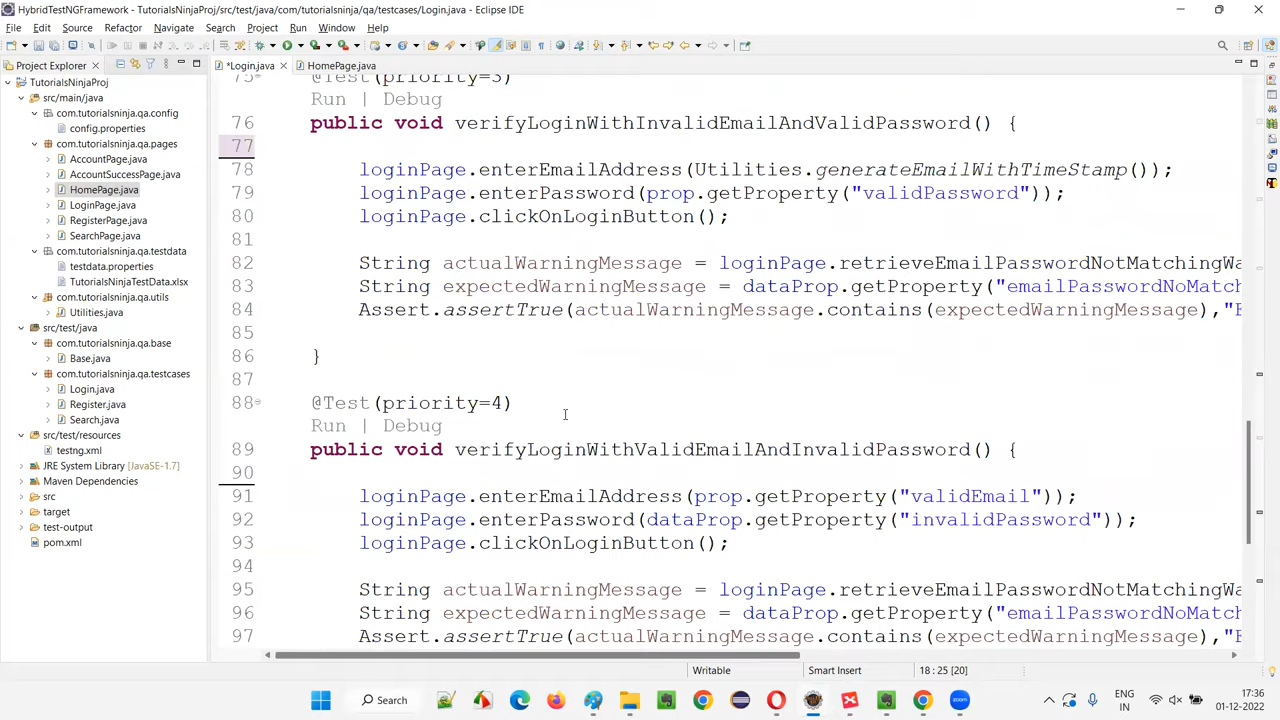 HybridTestNGFramework - TutorialsNinjaProj/src/test/java/com/tutorialsninja/qa/testcases/Login.java - Eclipse IDE
File Edit Source Refactor Navigate Search Project Run Window Help
Project Explorer
TutorialsNinjaProj
src/main/java
com.tutorialsninja.qa.config
config.properties
com.tutorialsninja.qa.pages
AccountPage.java
AccountSuccessPage.java
HomePage.java
LoginPage.java
RegisterPage.java
SearchPage.java
com.tutorialsninja.qa.testdata
testdata.properties
TutorialsNinjaTestData.xlsx
com.tutorialsninja.qa.utils
Utilities.java
src/test/java
com.tutorialsninja.qa.base
Base.java
com.tutorialsninja.qa.testcases
Login.java
Register.java
Search.java
src/test/resources
testng.xml
JRE System Library [JavaSE-1.7]
Maven Dependencies
src
target
test-output
pom.xml
*Login.java HomePage.java
75 @Test(priority=3)
Run | Debug
76 public void verifyLoginWithInvalidEmailAndValidPassword() {
77
78 loginPage.enterEmailAddress(Utilities.generateEmailWithTimeStamp());
79 loginPage.enterPassword(prop.getProperty("validPassword"));
80 loginPage.clickOnLoginButton();
81
82 String actualWarningMessage = loginPage.retrieveEmailPasswordNotMatchingWa
83 String expectedWarningMessage = dataProp.getProperty("emailPasswordNoMatch
84 Assert.assertTrue(actualWarningMessage.contains(expectedWarningMessage),"E
85
86 }
87
88 @Test(priority=4)
Run | Debug
89 public void verifyLoginWithValidEmailAndInvalidPassword() {
90
91 loginPage.enterEmailAddress(prop.getProperty("validEmail"));
92 loginPage.enterPassword(dataProp.getProperty("invalidPassword"));
93 loginPage.clickOnLoginButton();
94
95 String actualWarningMessage = loginPage.retrieveEmailPasswordNotMatchingWa
96 String expectedWarningMessage = dataProp.getProperty("emailPasswordNoMatch
97 Assert.assertTrue(actualWarningMessage.contains(expectedWarningMessage),"E
Writable Smart Insert 18 : 25 [20]
Search
ENG
IN
17:36
01-12-2022